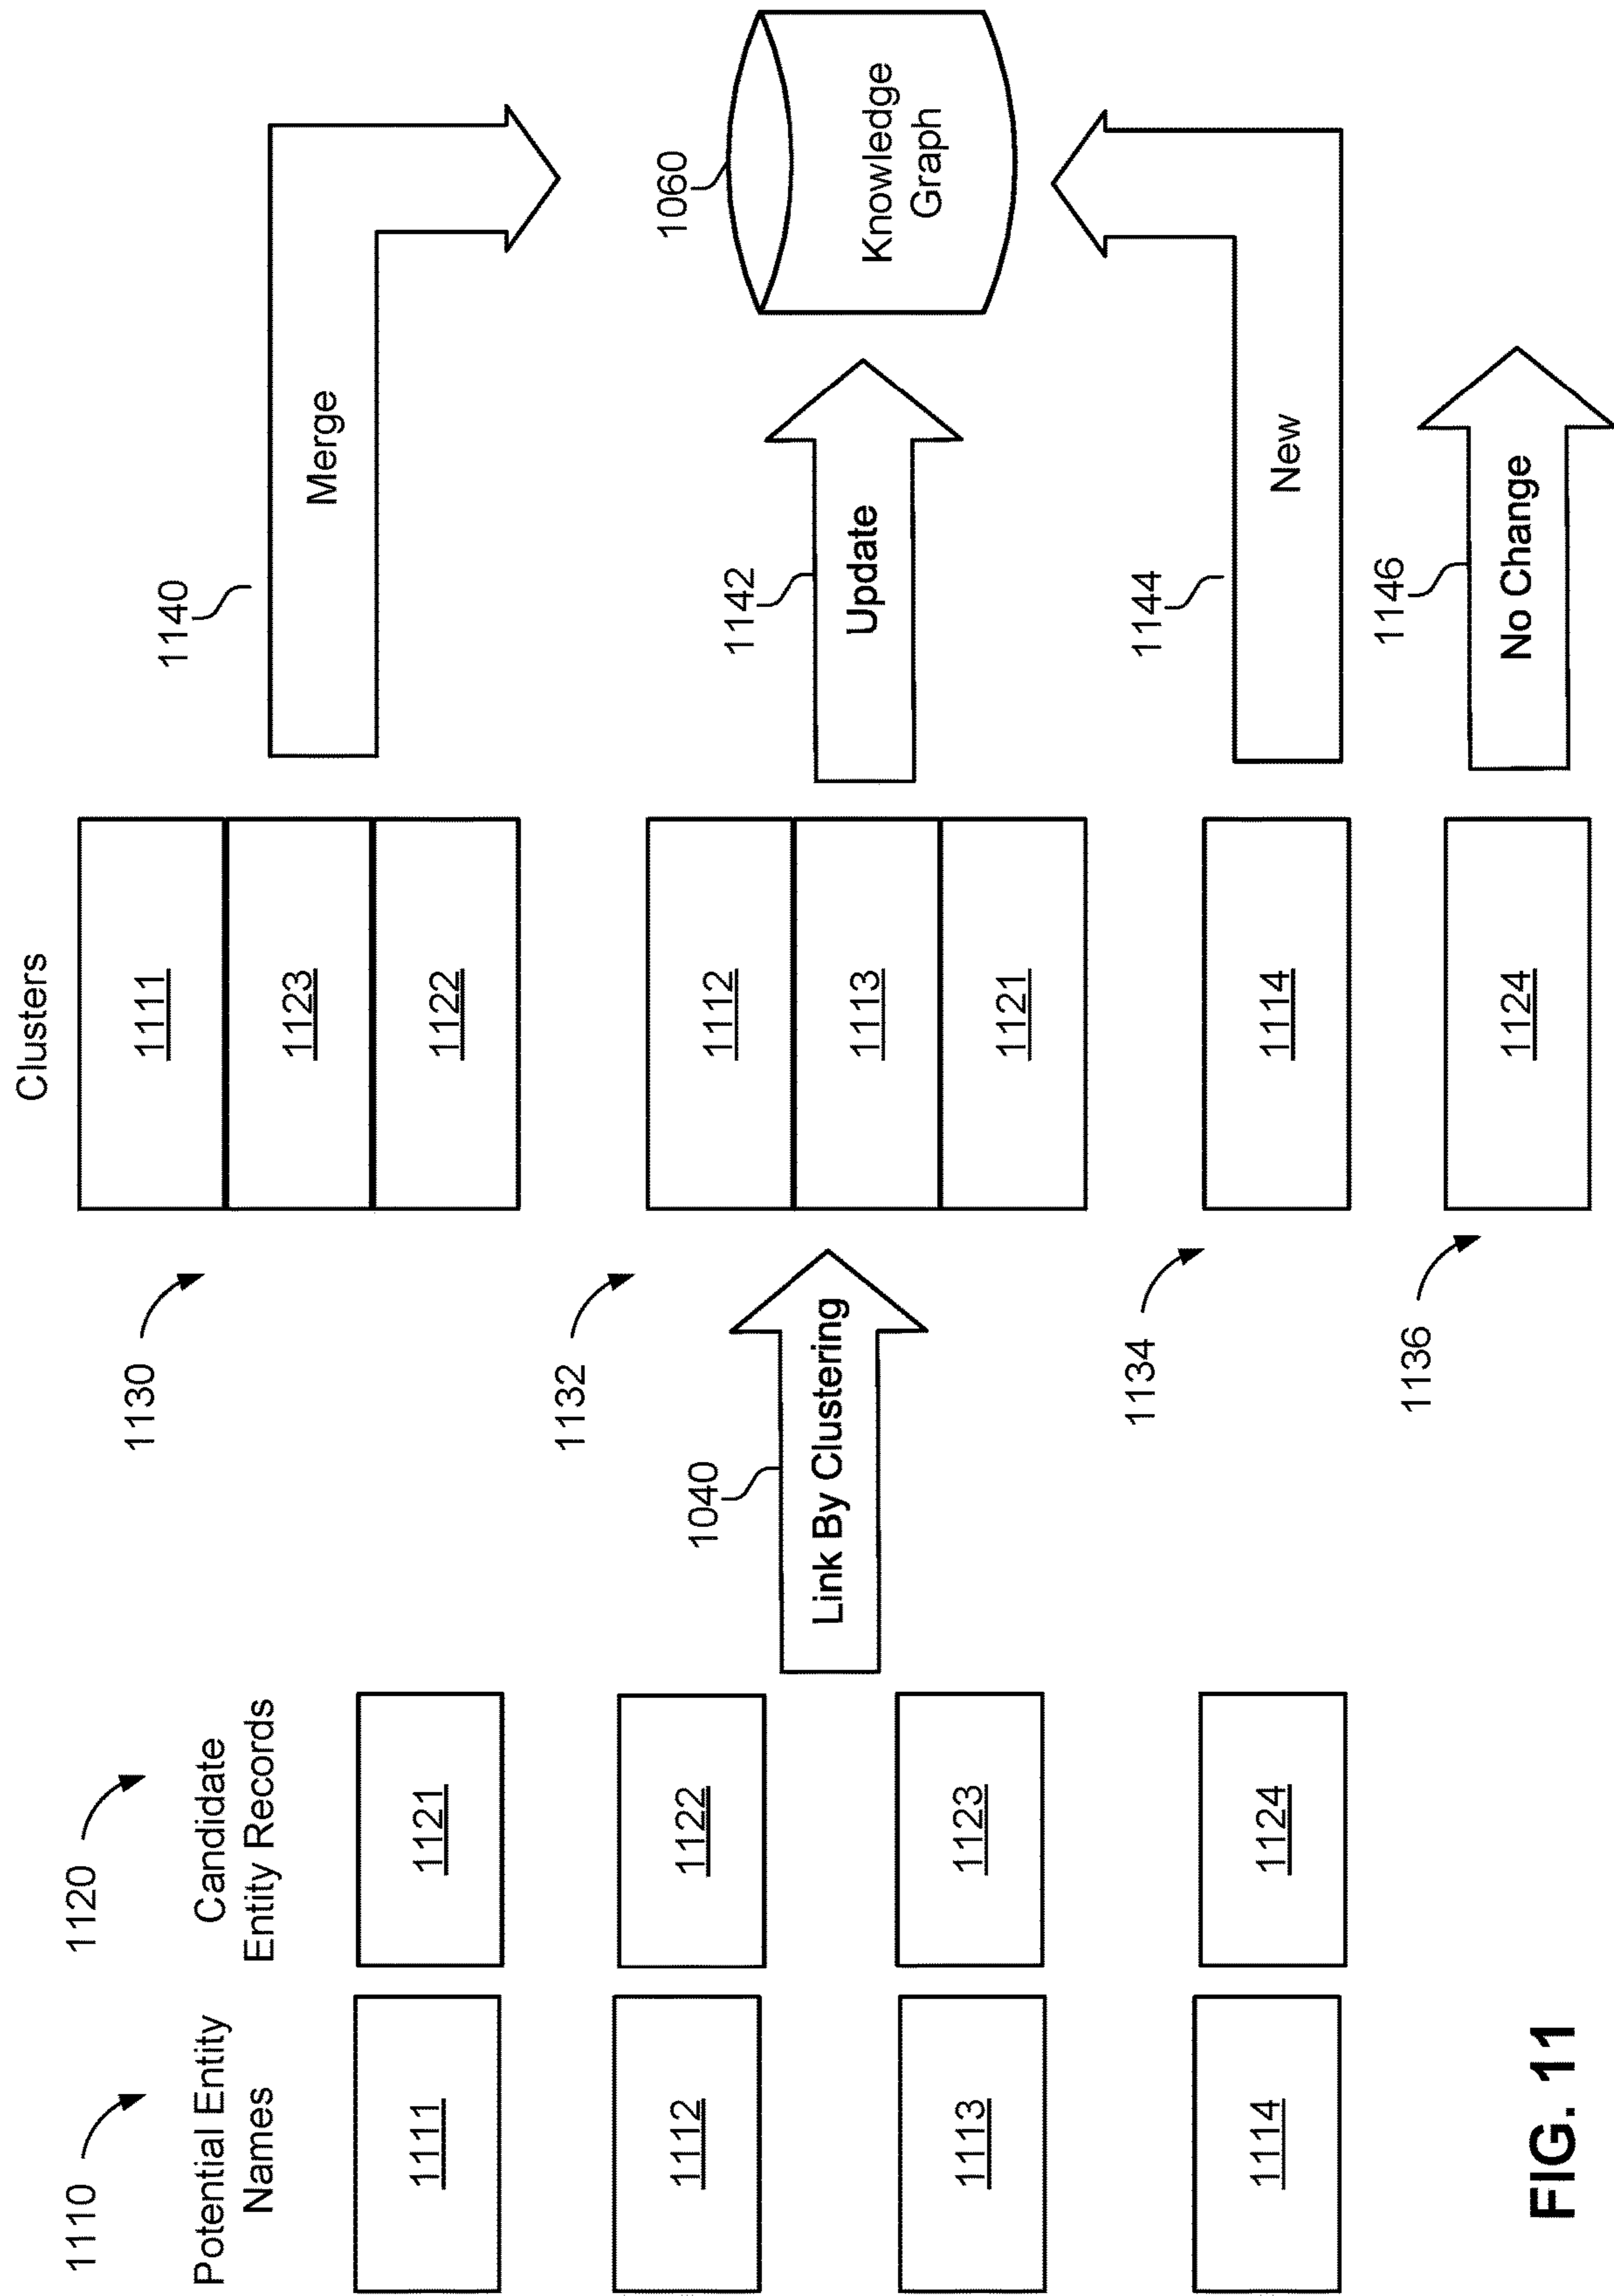 1110
Potential Entity
Names
1111
1112
1113
1114
1120
Candidate
Entity Records
1121
1122
1123
1124
1040
Link By Clustering
Clusters
1130
1111
1123
1122
1132
1112
1113
1121
1134
1114
1136
1124
1140
Merge
1142
Update
1144
New
1146
No Change
1060
Knowledge
Graph
FIG. 11